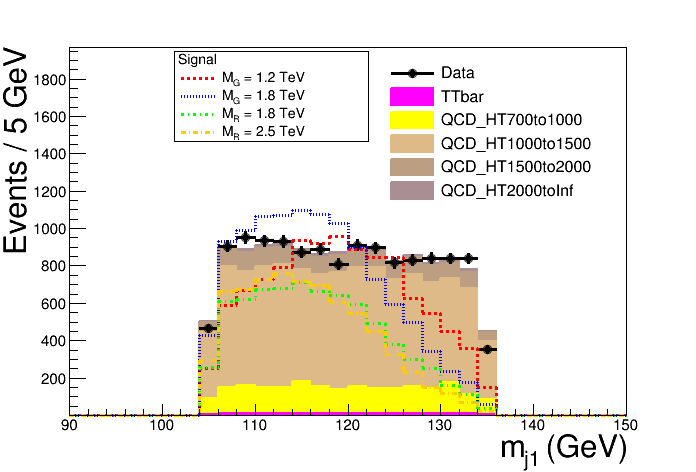 Events / 5 GeV
1800
1600
1400
1200
1000
800
600
400
200
90 100 110 120 130 140 150
m_{j1} (GeV)
Signal
M_G = 1.2 TeV
M_G = 1.8 TeV
M_R = 1.8 TeV
M_R = 2.5 TeV
Data
TTbar
QCD_HT700to1000
QCD_HT1000to1500
QCD_HT1500to2000
QCD_HT2000toInf